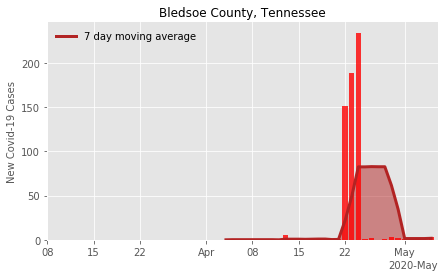 Bledsoe County, Tennessee
7 day moving average
New Covid-19 Cases
200
150
100
50
0
08 15 22 Apr 08 15 22 May
2020-May